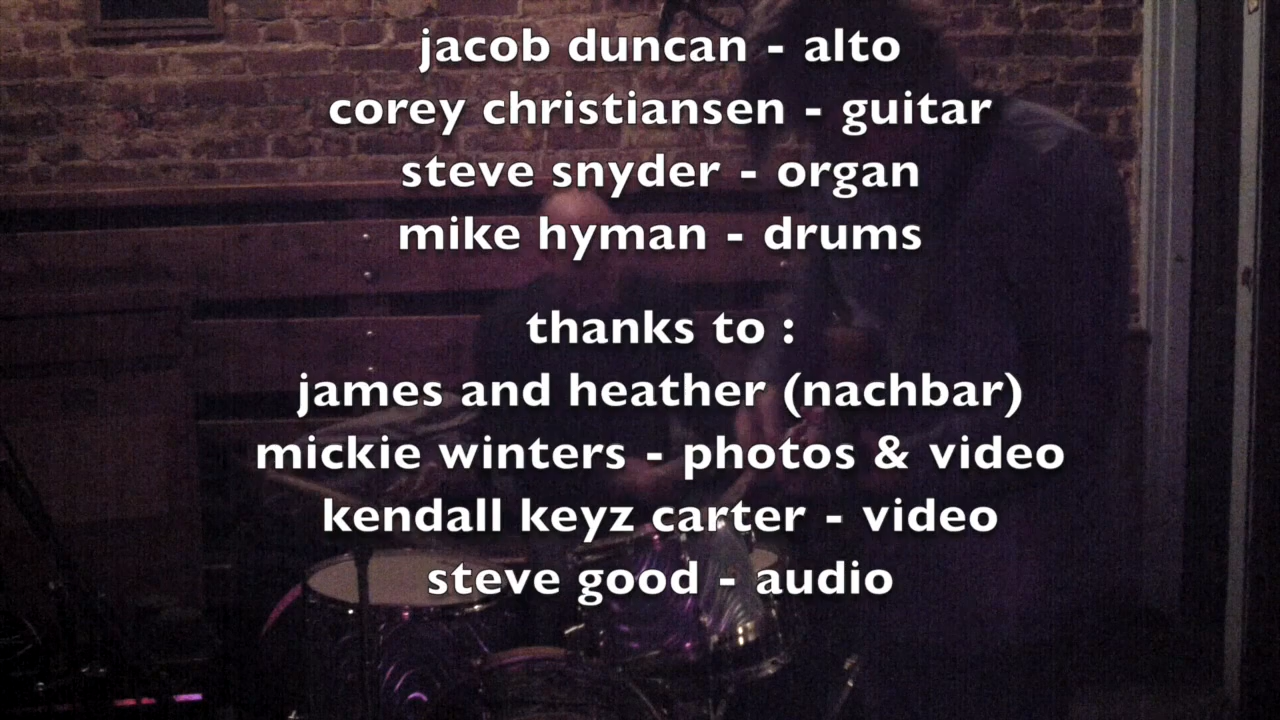 jacob duncan - alto
corey christiansen - guitar
steve snyder - organ
mike hyman - drums
thanks to :
james and heather (nachbar)
mickie winters - photos & video
kendall keyz carter - video
steve good - audio